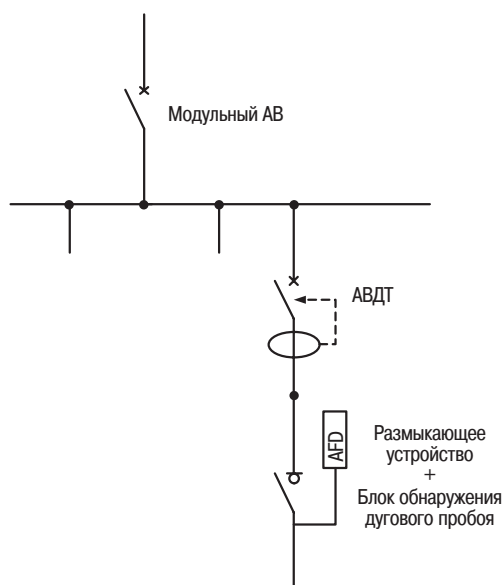 Модульный АВ
АВДТ
AFD
Размыкающее
устройство
+
Блок обнаружения
дугового пробоя